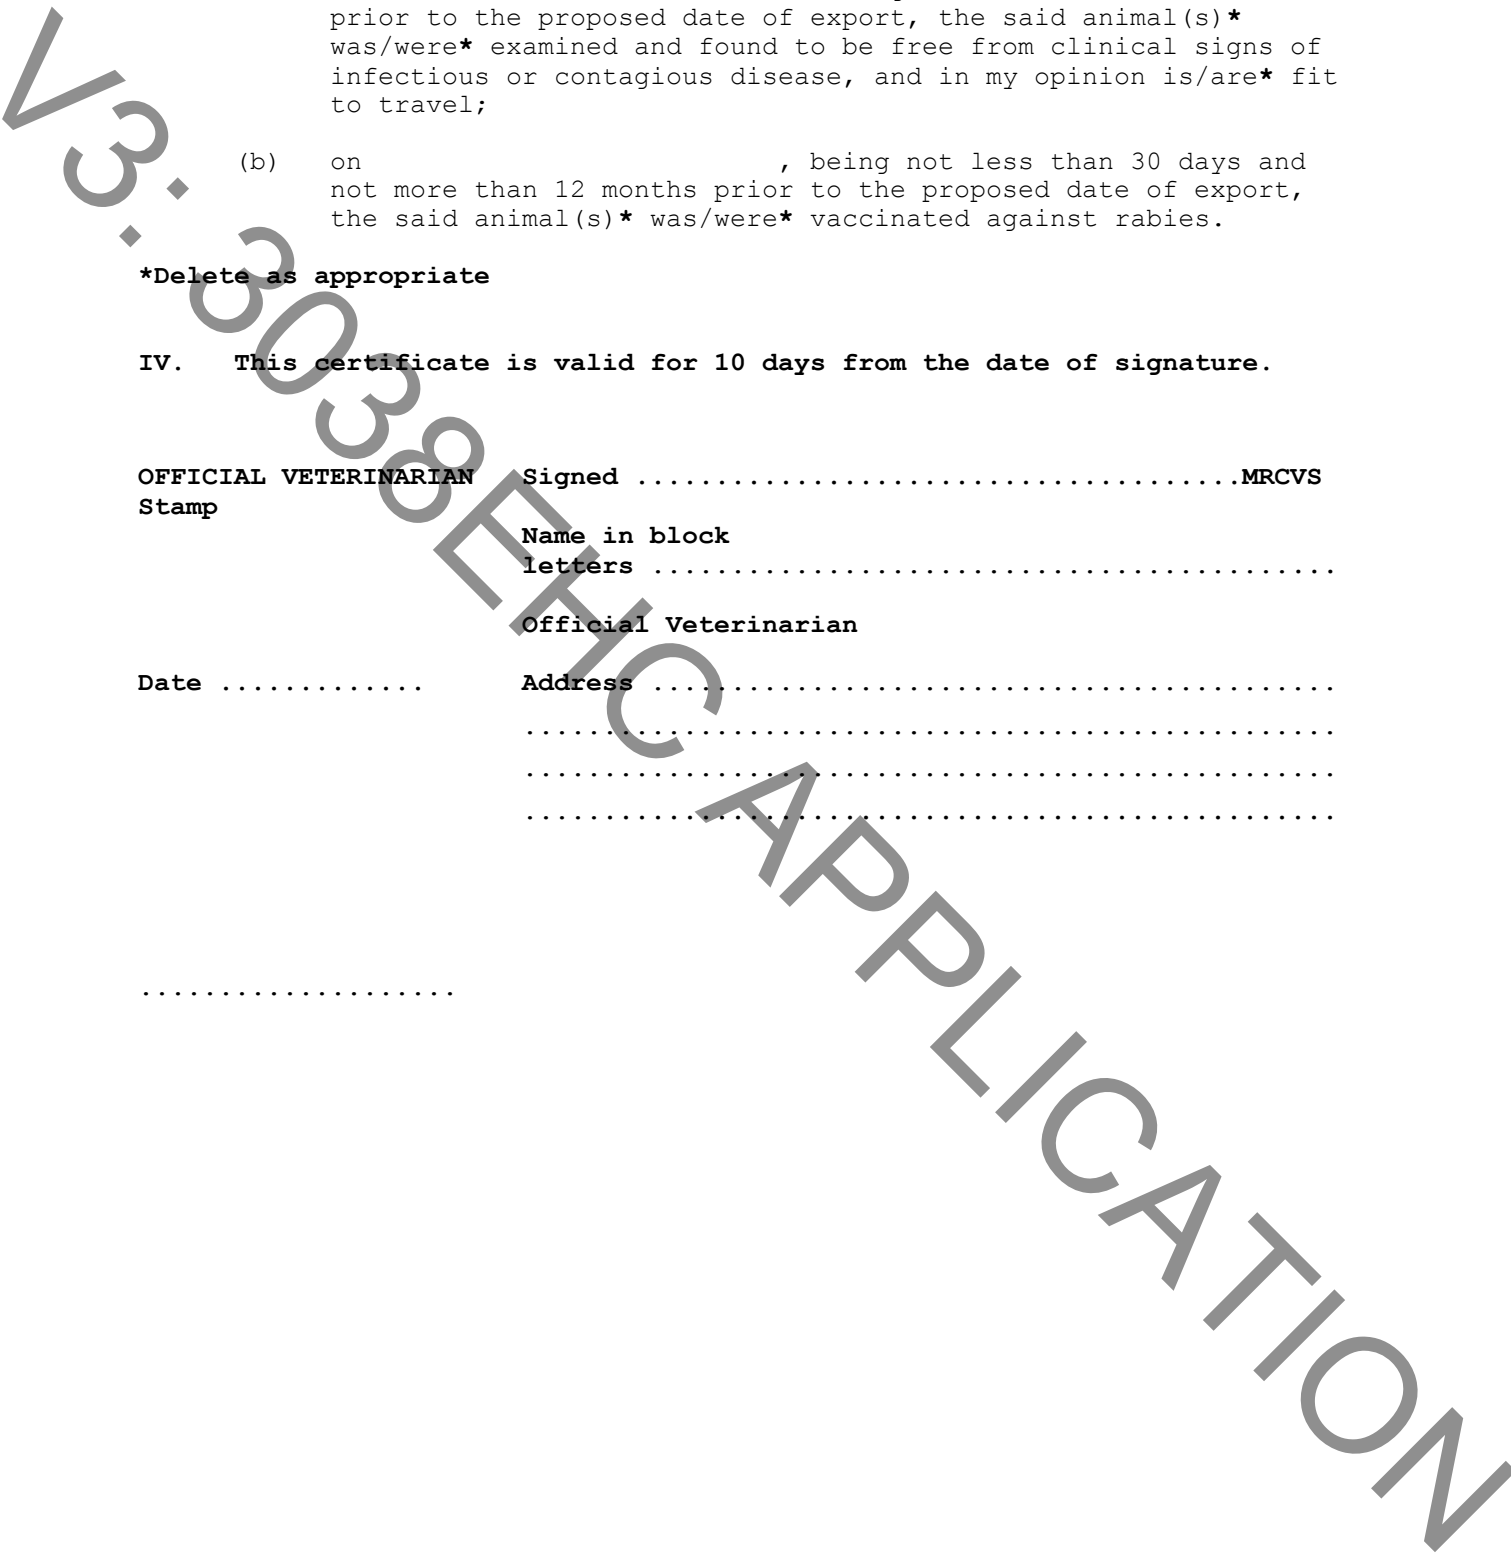 prior to the proposed date of export, the said animal(s)*
was/were* examined and found to be free from clinical signs of
infectious or contagious disease, and in my opinion is/are* fit
to travel;
(b) on , being not less than 30 days and
not more than 12 months prior to the proposed date of export,
the said animal(s)* was/were* vaccinated against rabies.
*Delete as appropriate
IV. This certificate is valid for 10 days from the date of signature.
OFFICIAL VETERINARIAN Signed ......................................MRCVS
Stamp
Name in block
letters ...........................................
Official Veterinarian
Date ............. Address ...........................................
...................................................
...................................................
...................................................
....................
V3: 3038EHC APPLICATION